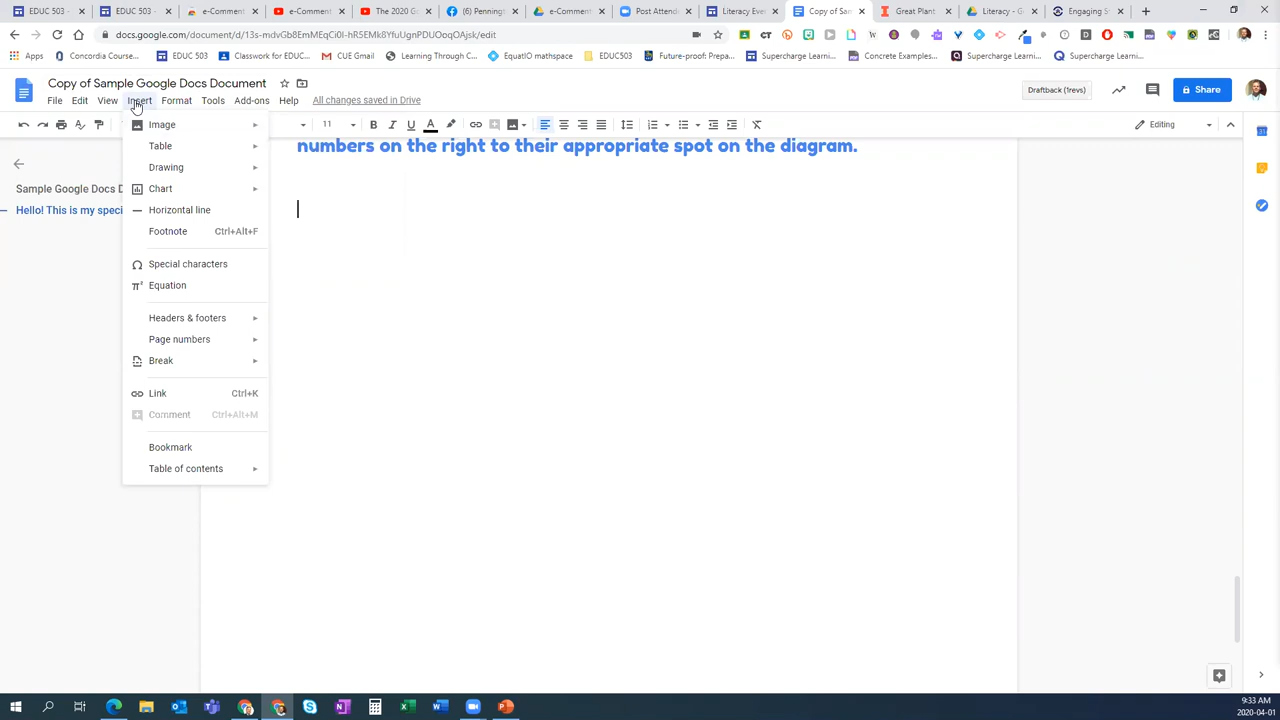 EDUC 503 -
EDUC 503 -
e-Comment
e-Comme
The 2020 G
(6) Penning
e-Comment
Post Attend
Literacy Eve
Copy of Sam
Great Plant
Literacy - G
Engaging S
docs.google.com/document/d/13s-mdvGb8EmMEqCi0I-hR5EMk8YfuUgnPDUOoqOAjsk/edit
Apps
Concordia Course...
EDUC 503
Classwork for EDUC...
CUE Gmail
Learning Through C...
EquatIO mathspace
EDUC503
Future-proof: Prepa...
Supercharge Learni...
Concrete Examples...
Supercharge Learni...
Supercharge Learni...
Copy of Sample Google Docs Document
File Edit View Insert Format Tools Add-ons Help All changes saved in Drive
Draftback (1revs)
Share
11
B I U A
Editing
Image
Table
Drawing
Chart
Horizontal line
Footnote Ctrl+Alt+F
Special characters
Equation
Headers & footers
Page numbers
Break
Link Ctrl+K
Comment Ctrl+Alt+M
Bookmark
Table of contents
Sample Google Docs D
Hello! This is my speci
numbers on the right to their appropriate spot on the diagram.
9:33 AM
2020-04-01